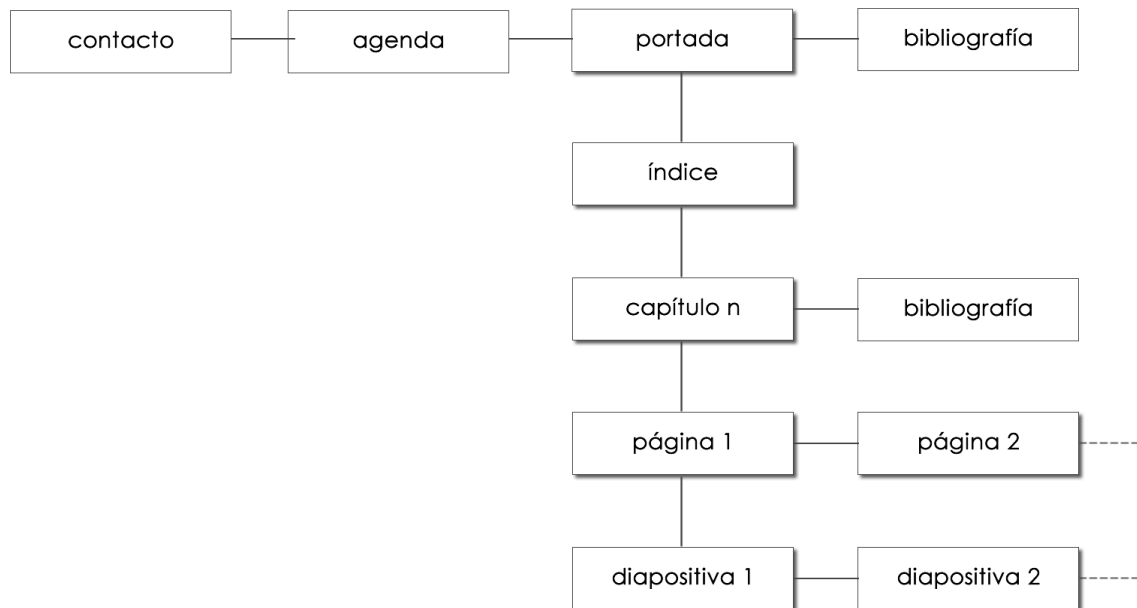 contacto
agenda
portada
bibliografía
índice
capítulo n
bibliografía
página 1
página 2
diapositiva 1
diapositiva 2